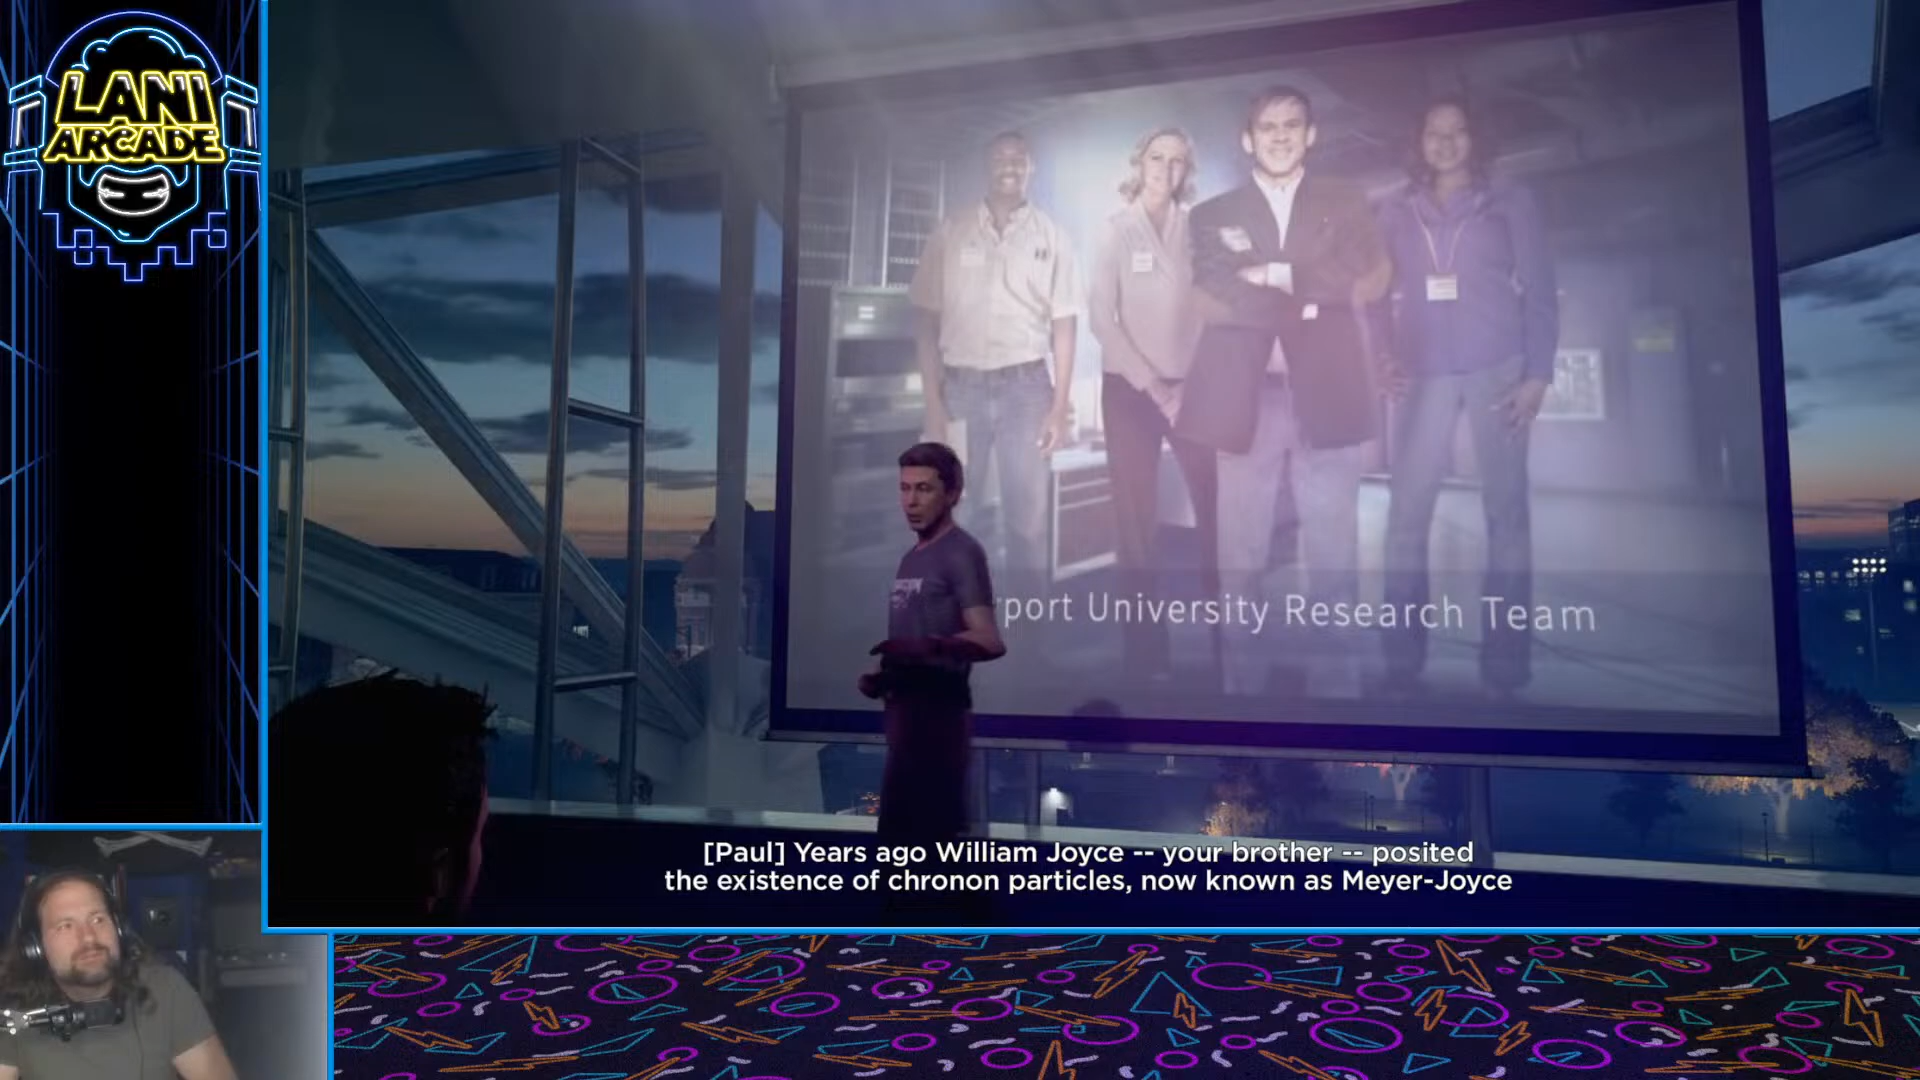 LANI
ARCADE
port University Research Team
[Paul] Years ago William Joyce -- your brother -- posited
the existence of chronon particles, now known as Meyer-Joyce